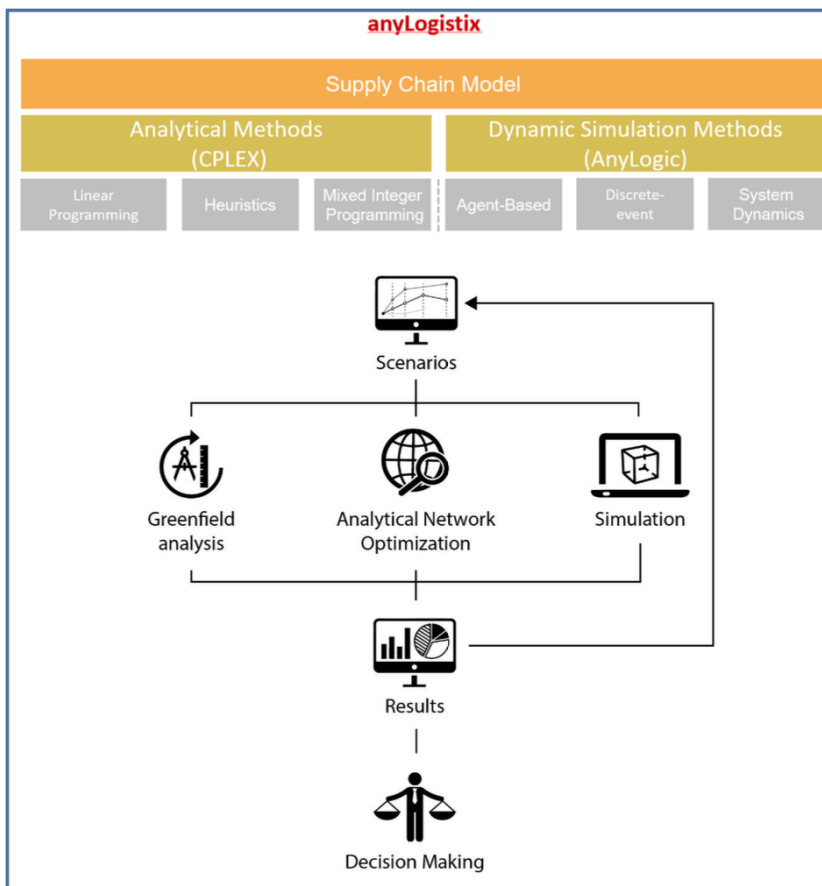 anyLogistix
Supply Chain Model
Analytical Methods
(CPLEX)
Dynamic Simulation Methods
(AnyLogic)
Linear
Programming
Heuristics
Mixed Integer
Programming
Agent-Based
Discrete-
event
System
Dynamics
Scenarios
Greenfield
analysis
Analytical Network
Optimization
Simulation
Results
Decision Making